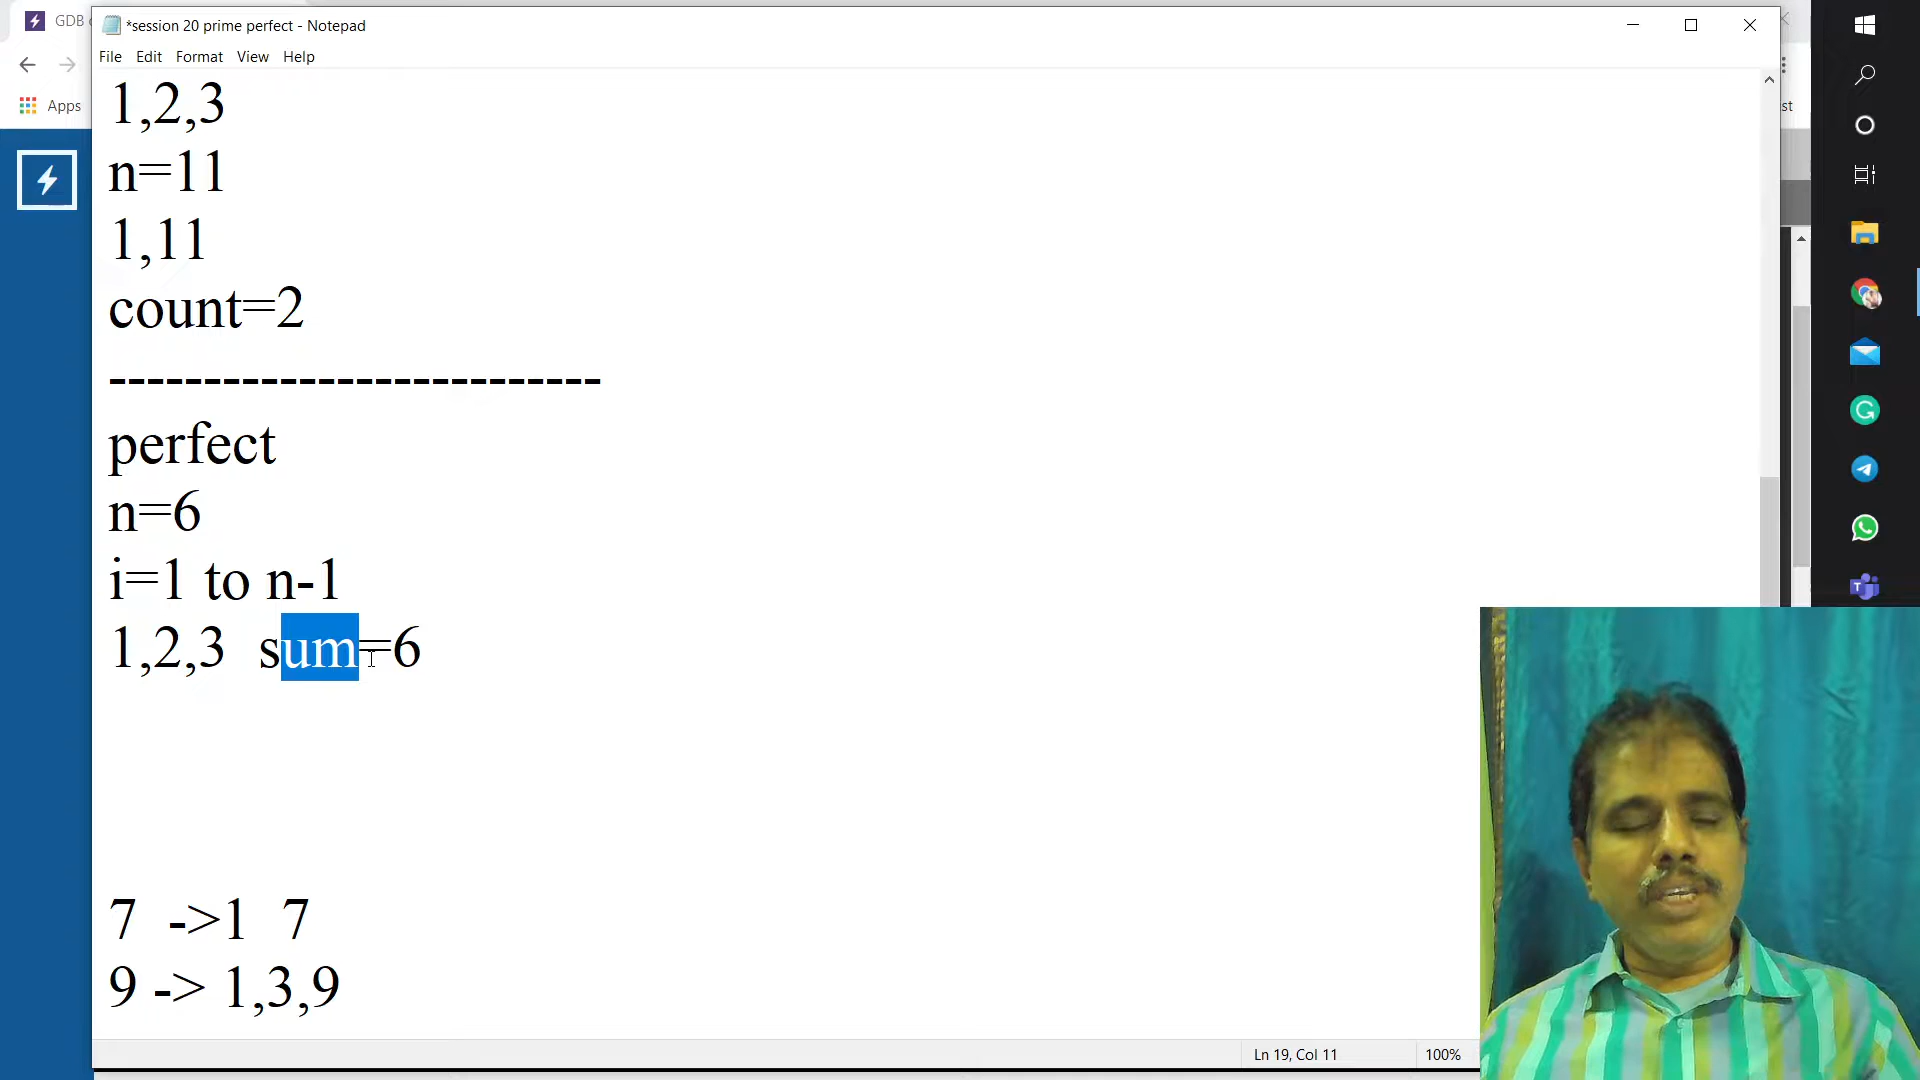 GDB
*session 20 prime perfect - Notepad
File Edit Format View Help
Apps
st
1,2,3
n=11
1,11
count=2
--------------------------
perfect
n=6
i=1 to n-1
1,2,3 sum=6
7 ->1 7
9 -> 1,3,9
Ln 19, Col 11
100%